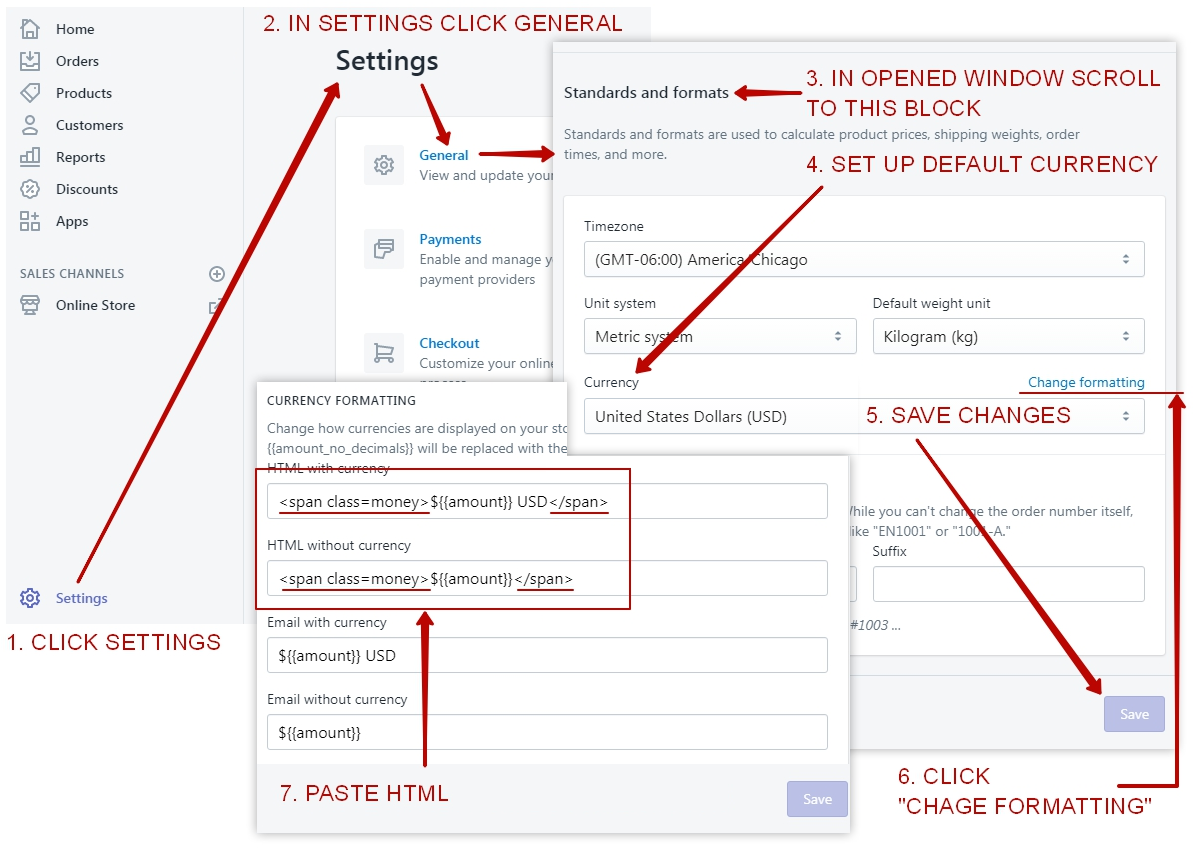 Home
Orders
Products
Customers
Reports
Discounts
Apps
SALES CHANNELS
Online Store
Settings
1. CLICK SETTINGS
2. IN SETTINGS CLICK GENERAL
Settings
General
View and update your
Payments
Enable and manage
payment providers
Checkout
Customize your online
Standards and formats
3. IN OPENED WINDOW SCROLL
TO THIS BLOCK
Standards and formats are used to calculate product prices, shipping weights, order
times, and more.
4. SET UP DEFAULT CURRENCY
Timezone
(GMT-06:00) America/Chicago
Unit system
Default weight unit
Metric system
Kilogram (kg)
Currency
Change formatting
United States Dollars (USD)
5. SAVE CHANGES
While you can't change the order number itself,
like "EN1001" or "1001-A."
Suffix
#1003 ...
Save
6. CLICK
"CHAGE FORMATTING"
CURRENCY FORMATTING
Change how currencies are displayed on your
{{amount_no_decimals}} will be replaced with the
HTML with currency
<span class=money>${{amount}} USD</span>
HTML without currency
<span class=money>${{amount}}</span>
Email with currency
${{amount}} USD
Email without currency
${{amount}}
7. PASTE HTML
Save